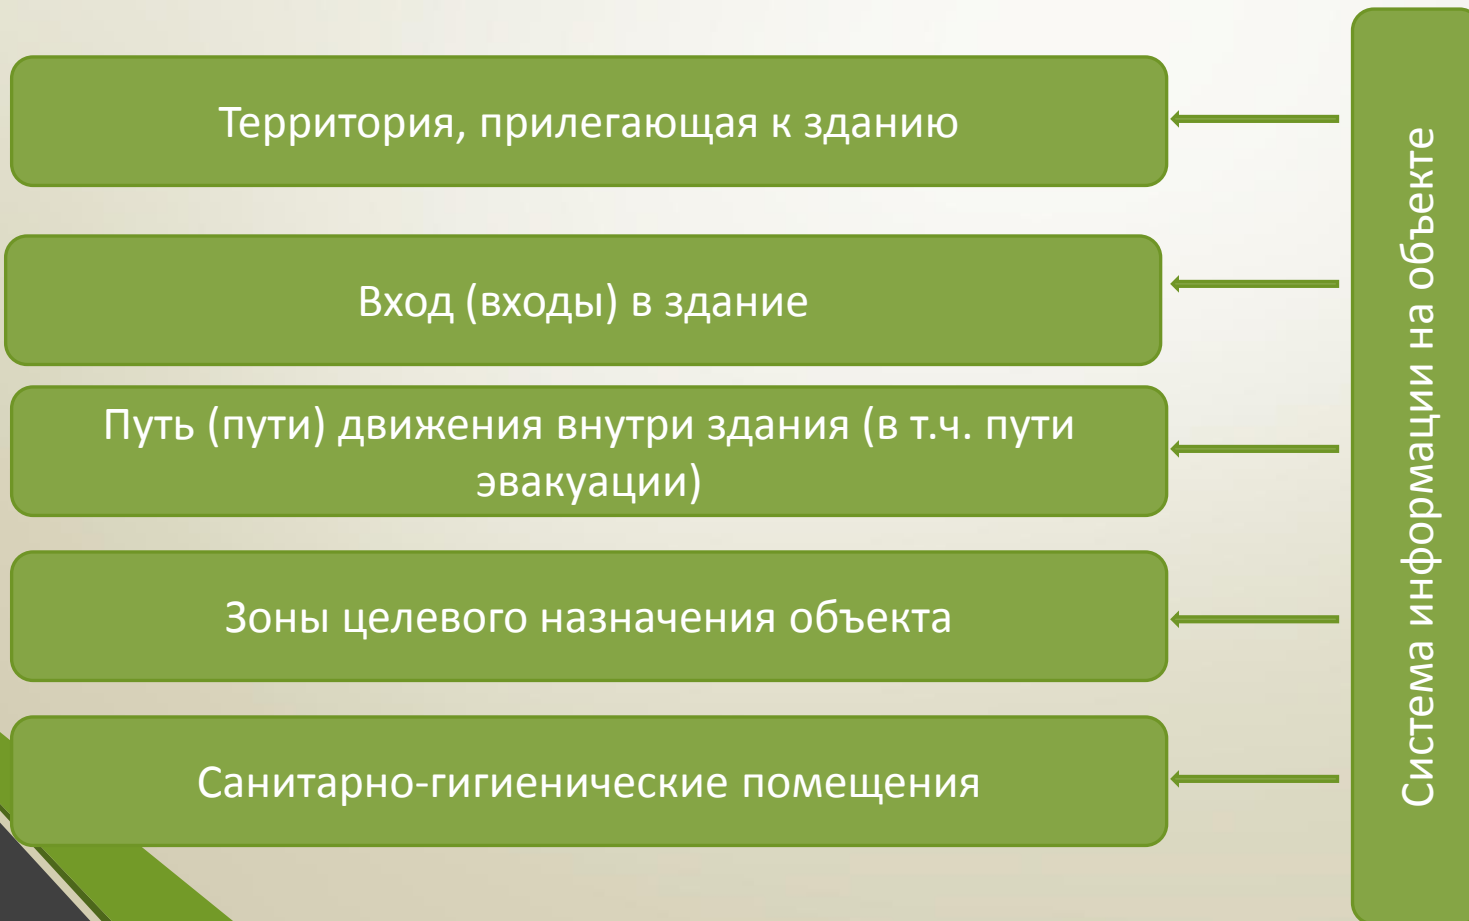 Территория, прилегающая к зданию
Вход (входы) в здание
Путь (пути) движения внутри здания (в т.ч. пути
эвакуации)
Зоны целевого назначения объекта
Санитарно-гигиенические помещения
Система информации на объекте